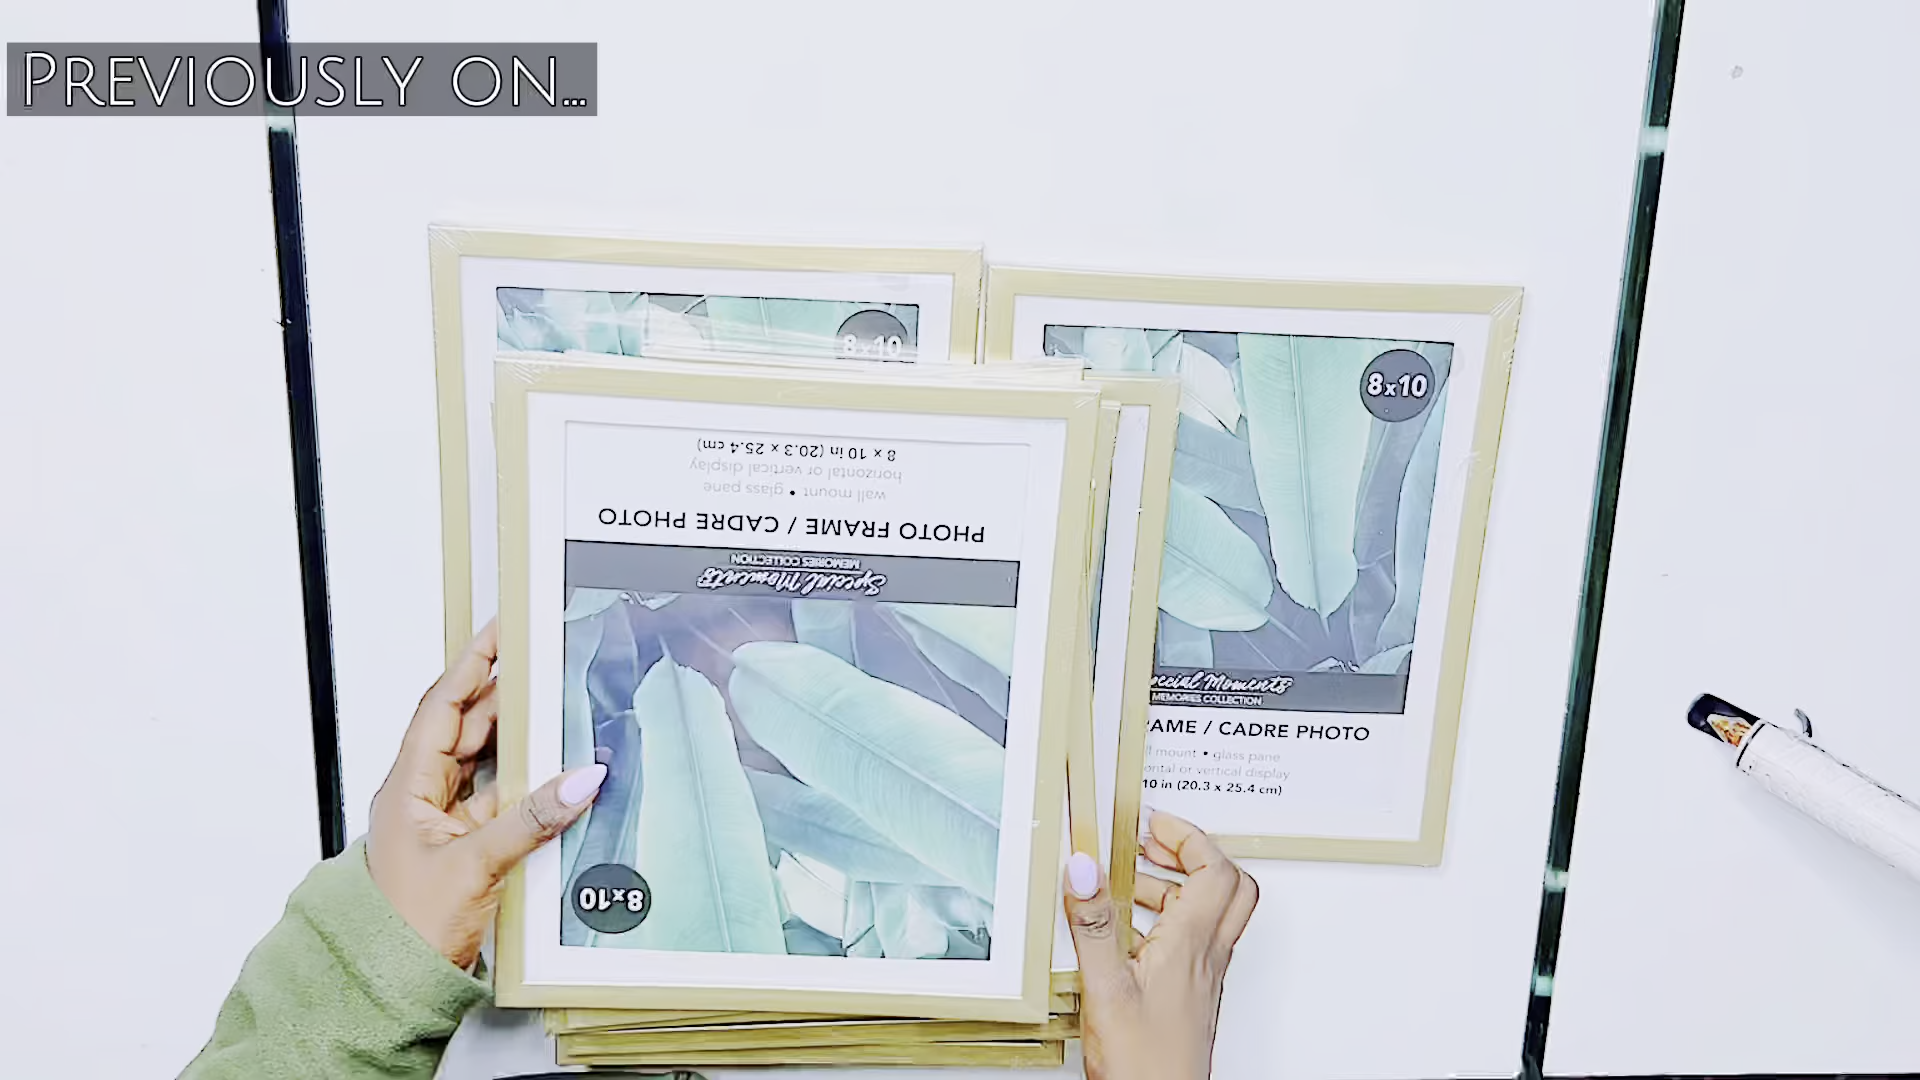 PREVIOUSLY ON...
8x10
8 x 10 in (20.3 x 25.4 cm)
horizontal or vertical display
wall mount • glass pane
PHOTO FRAME / CADRE PHOTO
MEMORIES COLLECTION
Special Moments
8x10
8x10
Special Moments
MEMORIES COLLECTION
AME / CADRE PHOTO
mount • glass pane
ontal or vertical display
10 in (20.3 x 25.4 cm)